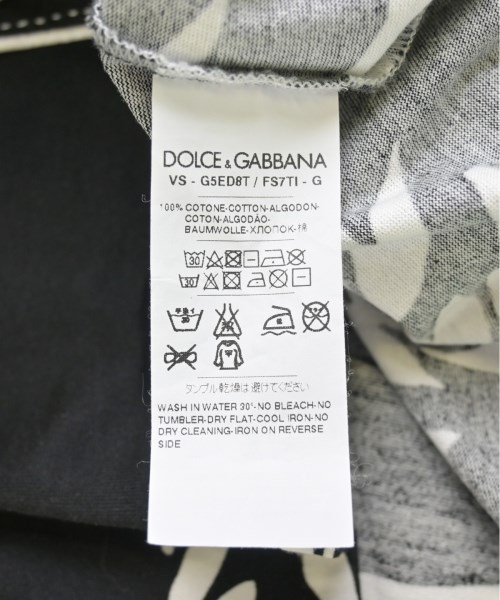 DOLCE & GABBANA
VS - G5ED8T / FS7TI - G
100% COTONE-COTTON-ALGODON-
COTON-ALGODÃO-
BAUMWOLLE-ХЛОПОК-棉
30
30
タンブル乾燥は避けてください
WASH IN WATER 30°-NO BLEACH-NO
TUMBLER-DRY FLAT-COOL IRON-NO
DRY CLEANING-IRON ON REVERSE
SIDE